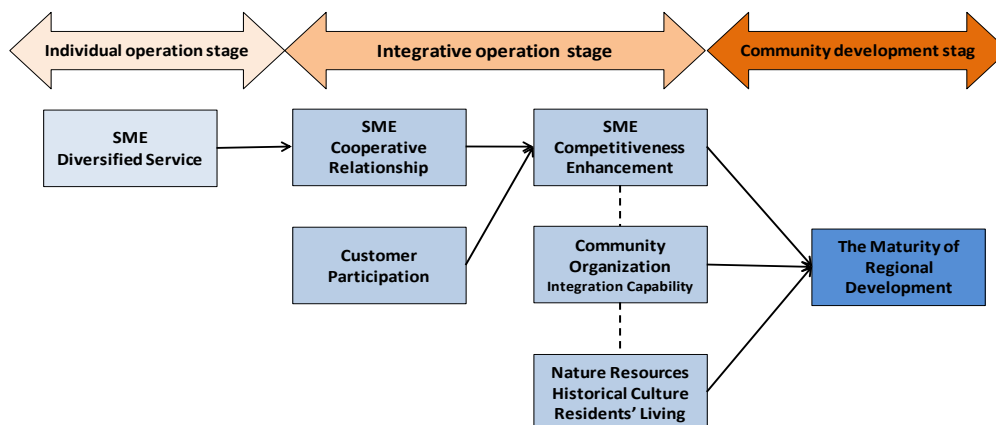 Individual operation stage
Integrative operation stage
Community development stag
SME
Diversified Service
SME
Cooperative
Relationship
SME
Competitiveness
Enhancement
Customer
Participation
Community
Organization
Integration Capability
The Maturity of
Regional
Development
Nature Resources
Historical Culture
Residents’ Living